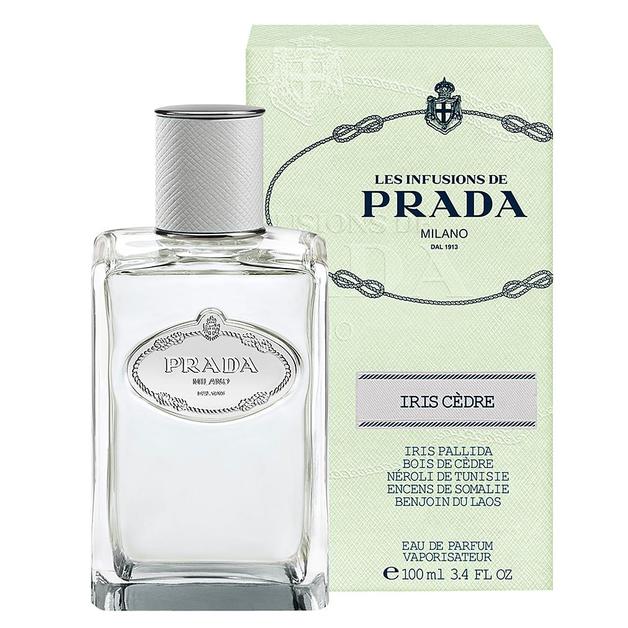 LES INFUSIONS DE
PRADA
MILANO
DAL 1913
IRIS CÈDRE
IRIS PALLIDA
BOIS DE CÈDRE
NÉROLI DE TUNISIE
ENCENS DE SOMALIE
BENJOIN DU LAOS
EAU DE PARFUM
VAPORISATEUR
℮ 100 ml 3.4 FL OZ
PRADA
MILANO